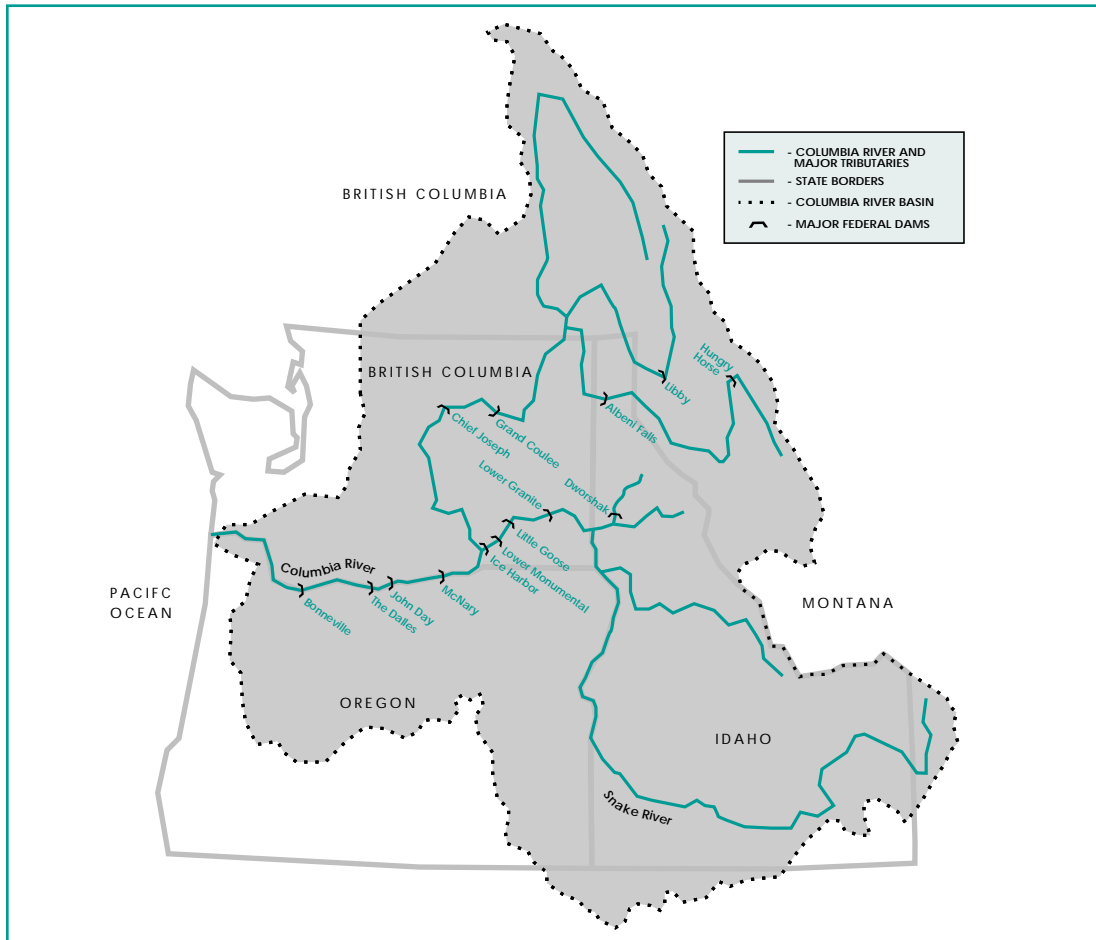 - COLUMBIA RIVER AND
MAJOR TRIBUTARIES
- STATE BORDERS
- COLUMBIA RIVER BASIN
- MAJOR FEDERAL DAMS
BRITISH COLUMBIA
BRITISH COLUMBIA
Hungry
Horse
Libby
Albeni Falls
Grand Coulee
Chief Joseph
Lower Granite
Dworshak
Little Goose
Lower Monumental
Ice Harbor
Columbia River
McNary
John Day
The Dalles
Bonneville
PACIFC
OCEAN
MONTANA
OREGON
IDAHO
Snake River